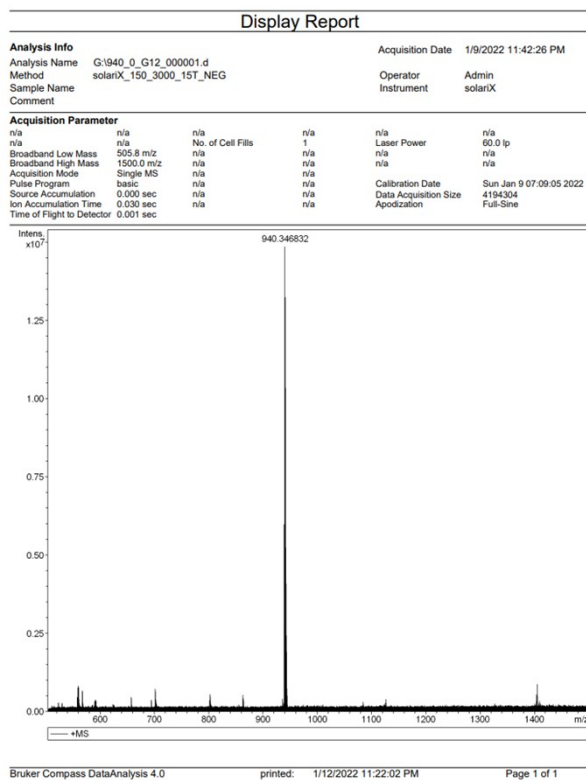 Display Report
Analysis Info
Acquisition Date 1/9/2022 11:42:26 PM
Analysis Name G:\940_0_G12_000001.d
Method solariX_150_3000_15T_NEG Operator Admin
Sample Name Instrument solariX
Comment
Acquisition Parameter
n/a n/a n/a n/a n/a n/a
n/a n/a No. of Cell Fills 1 Laser Power 60.0 lp
Broadband Low Mass 505.8 m/z n/a n/a n/a n/a
Broadband High Mass 1500.0 m/z n/a n/a n/a n/a
Acquisition Mode Single MS n/a n/a
Pulse Program basic n/a n/a Calibration Date Sun Jan 9 07:09:05 2022
Source Accumulation 0.000 sec n/a n/a Data Acquisition Size 4194304
Ion Accumulation Time 0.030 sec n/a n/a Apodization Full-Sine
Time of Flight to Detector 0.001 sec
Intens.
x10⁷
940.346832
1.25
1.00
0.75
0.50
0.25
0.00
600 700 800 900 1000 1100 1200 1300 1400 m/z
+MS
Bruker Compass DataAnalysis 4.0 printed: 1/12/2022 11:22:02 PM Page 1 of 1